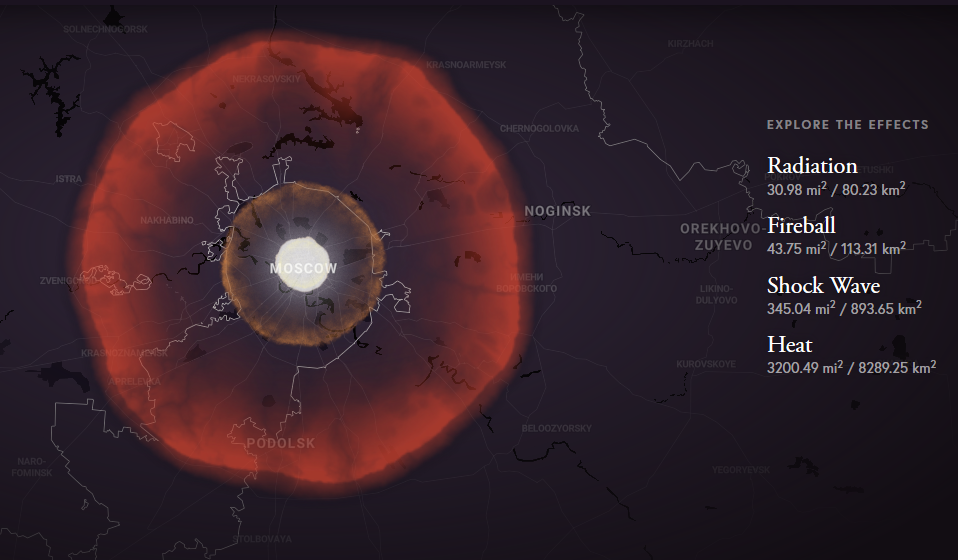 SOLNECHNOGORSK
KIRZHACH
KRASNOARMEYSK
NEKRASOVSKIY
EXPLORE THE EFFECTS
CHERNOGOLOVKA
Radiation
30.98 mi² / 80.23 km²
ISTRA
NAKHABINO
NOGINSK
Fireball
43.75 mi² / 113.31 km²
OREKHOVO-
ZUYEVO
MOSCOW
ИМЕНИ
ВОРОВСКОГО
Shock Wave
345.04 mi² / 893.65 km²
LIKINO-
DULYOVO
Heat
3200.49 mi² / 8289.25 km²
KRASNOZNAMENSK
KUROVSKOYE
APRELEVKA
BELOOZYORSKY
PODOLSK
NARO-
FOMINSK
YEGORYEVSK
STOLBOVAYA